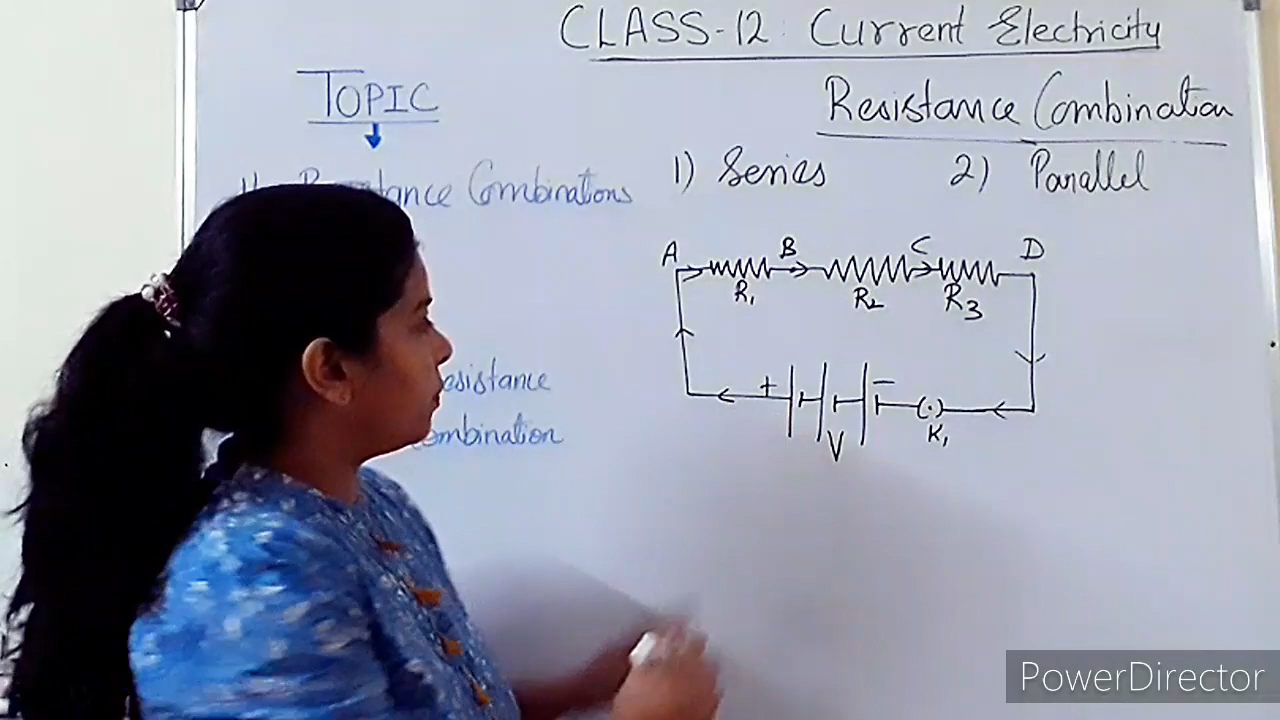 CLASS-12: Current Electricity
TOPIC
Resistance Combination
Combinations
1) Series 2) Parallel
A B C D
R1 R2 R3
esistance
ombination
+ −
V K1
PowerDirector